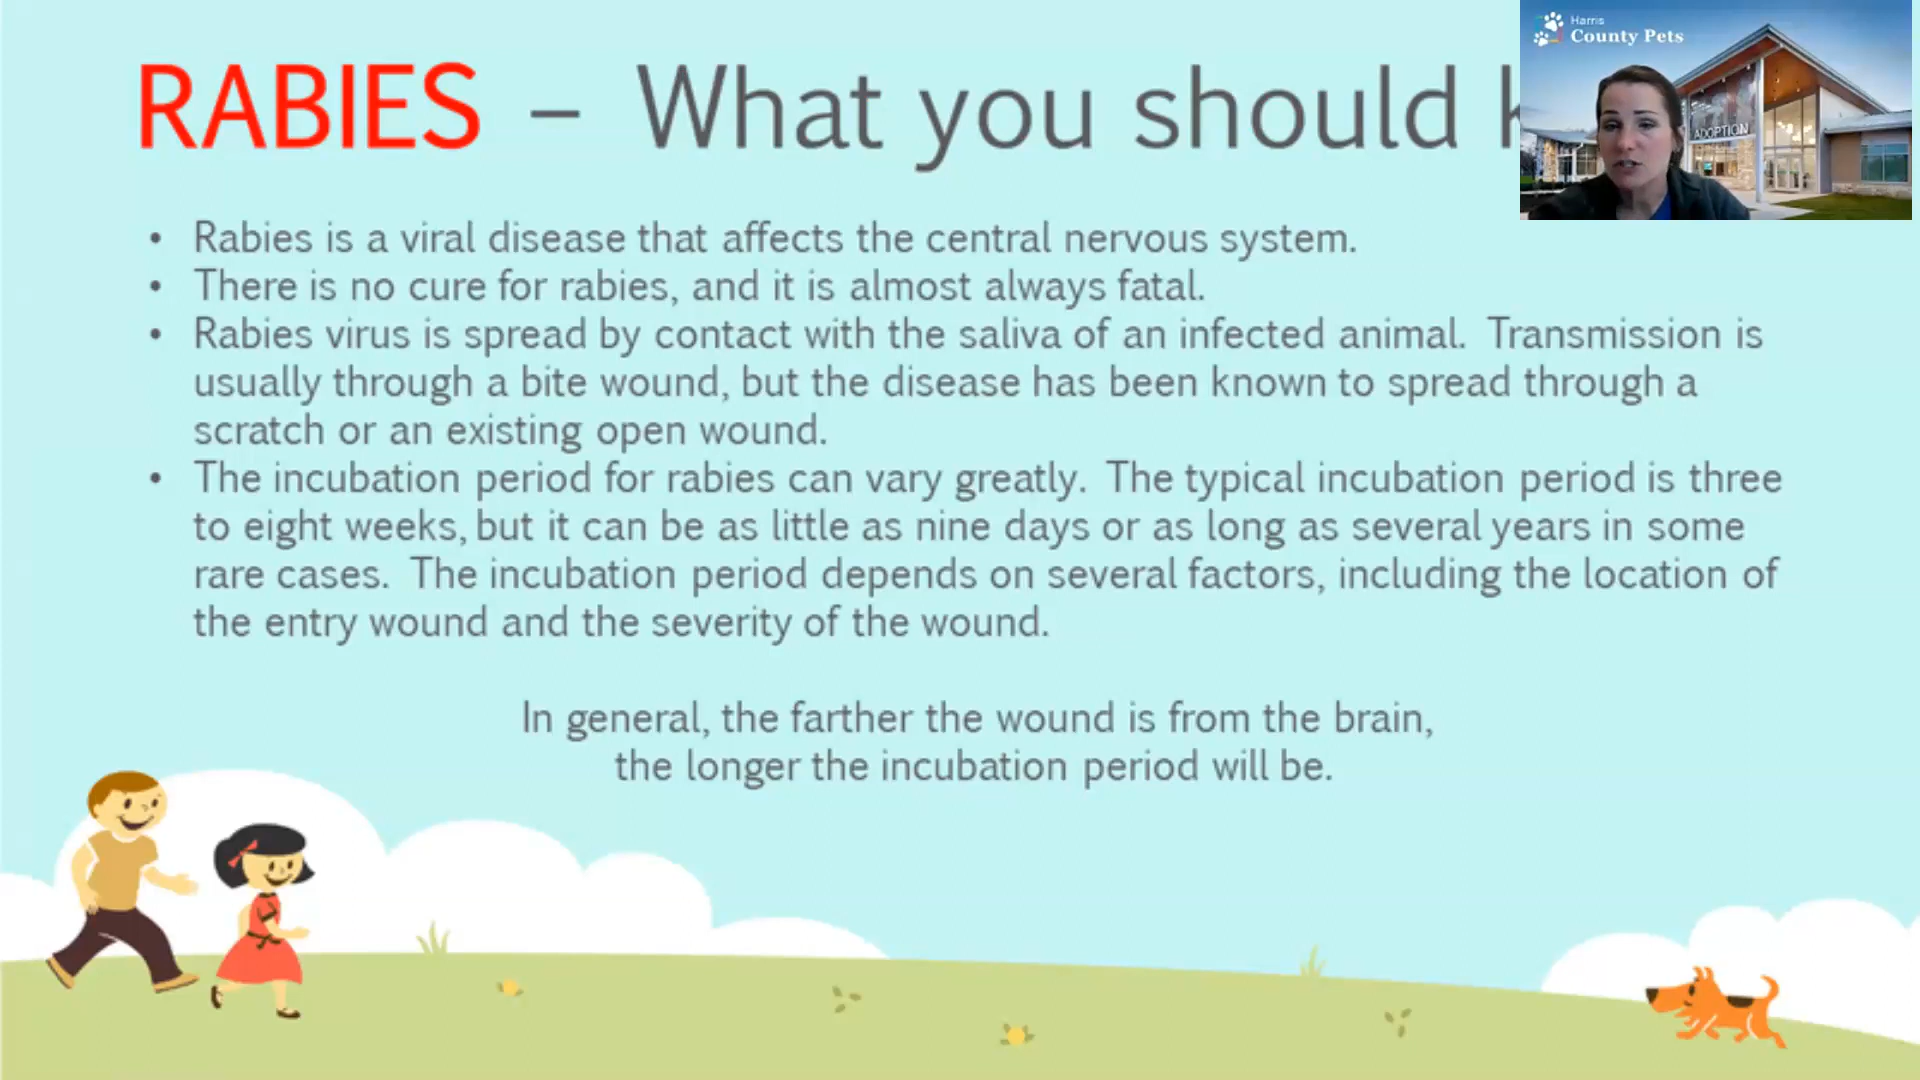 RABIES – What you should
Harris
County Pets
ADOPTION
• Rabies is a viral disease that affects the central nervous system.
• There is no cure for rabies, and it is almost always fatal.
• Rabies virus is spread by contact with the saliva of an infected animal. Transmission is
usually through a bite wound, but the disease has been known to spread through a
scratch or an existing open wound.
• The incubation period for rabies can vary greatly. The typical incubation period is three
to eight weeks, but it can be as little as nine days or as long as several years in some
rare cases. The incubation period depends on several factors, including the location of
the entry wound and the severity of the wound.
In general, the farther the wound is from the brain,
the longer the incubation period will be.